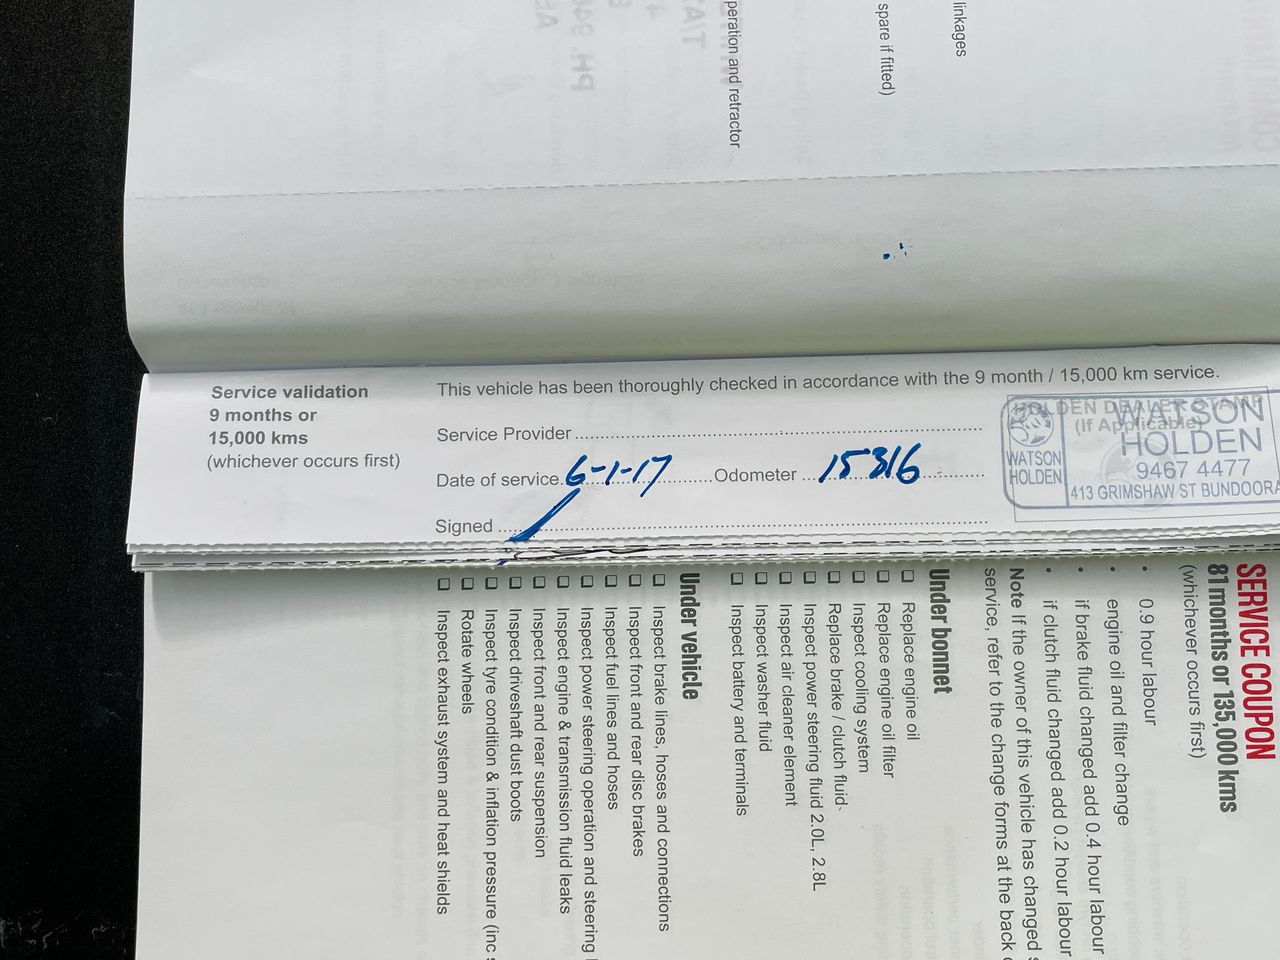 peration and retractor
spare if fitted)
linkages
Service validation
9 months or
15,000 kms
(whichever occurs first)
This vehicle has been thoroughly checked in accordance with the 9 month / 15,000 km service.
Service Provider
Date of service 6-1-17 Odometer 15316
Signed
HOLDEN DEALER STAMP
(If Applicable)
WATSON
HOLDEN
WATSON
HOLDEN
9467 4477
413 GRIMSHAW ST BUNDOORA
SERVICE COUPON
81 months or 135,000 kms
(whichever occurs first)
• 0.9 hour labour
• engine oil and filter change
• if brake fluid changed add 0.4 hour labour
• if clutch fluid changed add 0.2 hour labour
Note If the owner of this vehicle has changed s
service, refer to the change forms at the back o
Under bonnet
❑ Replace engine oil
❑ Replace engine oil filter
❑ Inspect cooling system
❑ Replace brake / clutch fluid
❑ Inspect power steering fluid 2.0L, 2.8L
❑ Inspect air cleaner element
❑ Inspect washer fluid
❑ Inspect battery and terminals
Under vehicle
❑ Inspect brake lines, hoses and connections
❑ Inspect front and rear disc brakes
❑ Inspect fuel lines and hoses
❑ Inspect power steering operation and steering l
❑ Inspect engine & transmission fluid leaks
❑ Inspect front and rear suspension
❑ Inspect driveshaft dust boots
❑ Inspect tyre condition & inflation pressure (inc s
❑ Rotate wheels
❑ Inspect exhaust system and heat shields